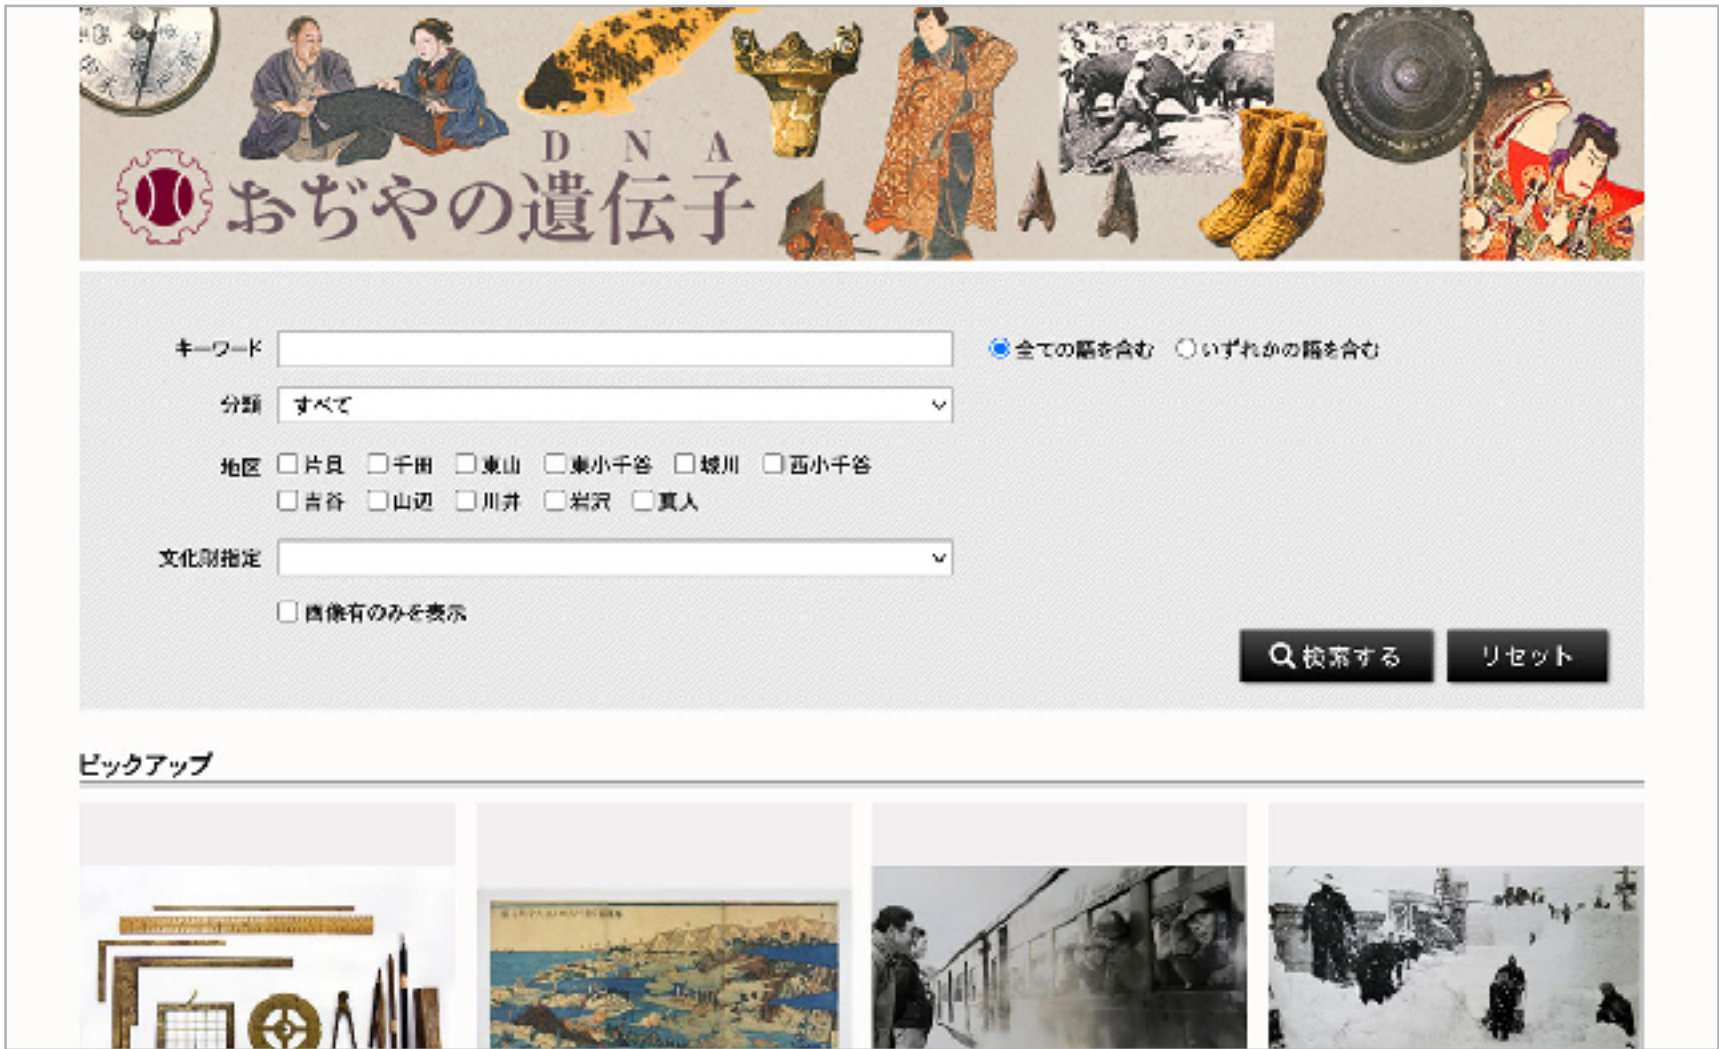 D N A
おぢやの遺伝子
キーワード
全ての語を含む いずれかの語を含む
分類 すべて
地区 片貝 千田 東山 東小千谷 城川 西小千谷
吉谷 山辺 川井 岩沢 真人
文化財指定
画像有のみを表示
検索する リセット
ピックアップ